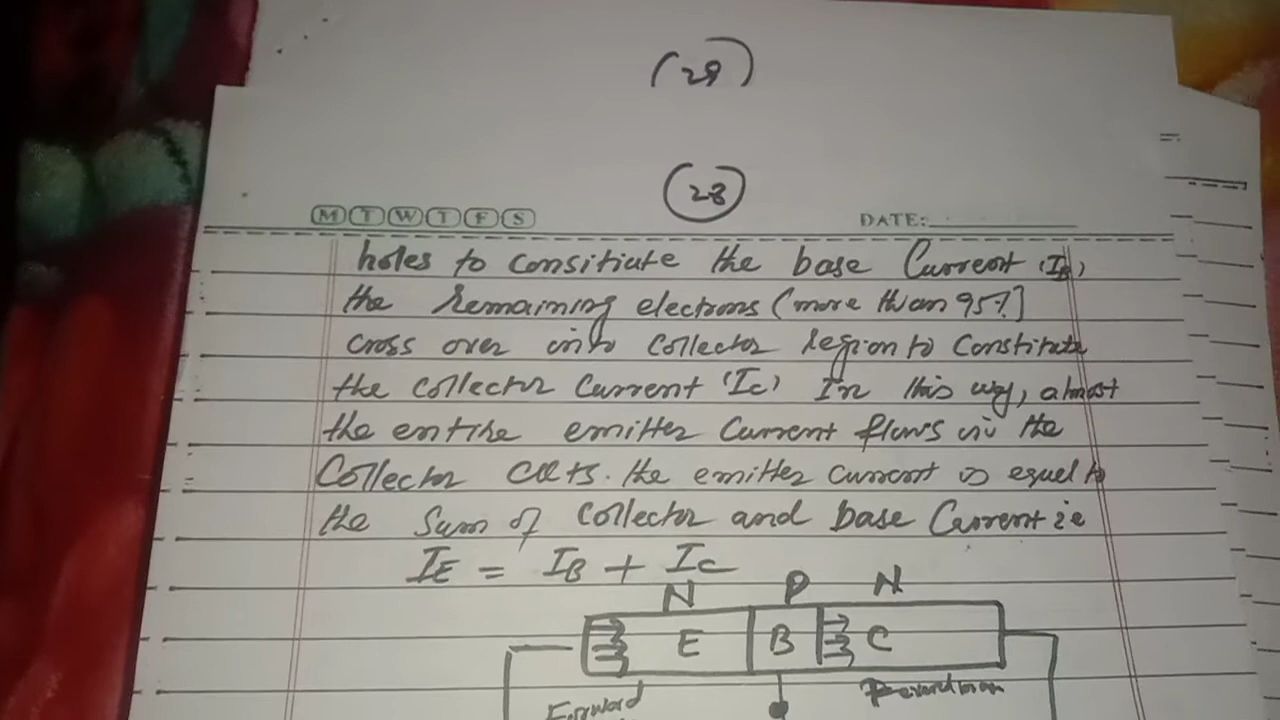 (29)
(28)
M T W T F S DATE:
holes to consitiute the base Current (IB)
the remaining electrons (more than 95%]
cross over into Collector region to Constitute
the collector Current (Ic) In this way, almost
the entire emitter Current flows in the
Collector CRts. the emitter current is equal to
the sum of Collector and base Current ie
IE = IB + Ic
N P N
E B C
Forward